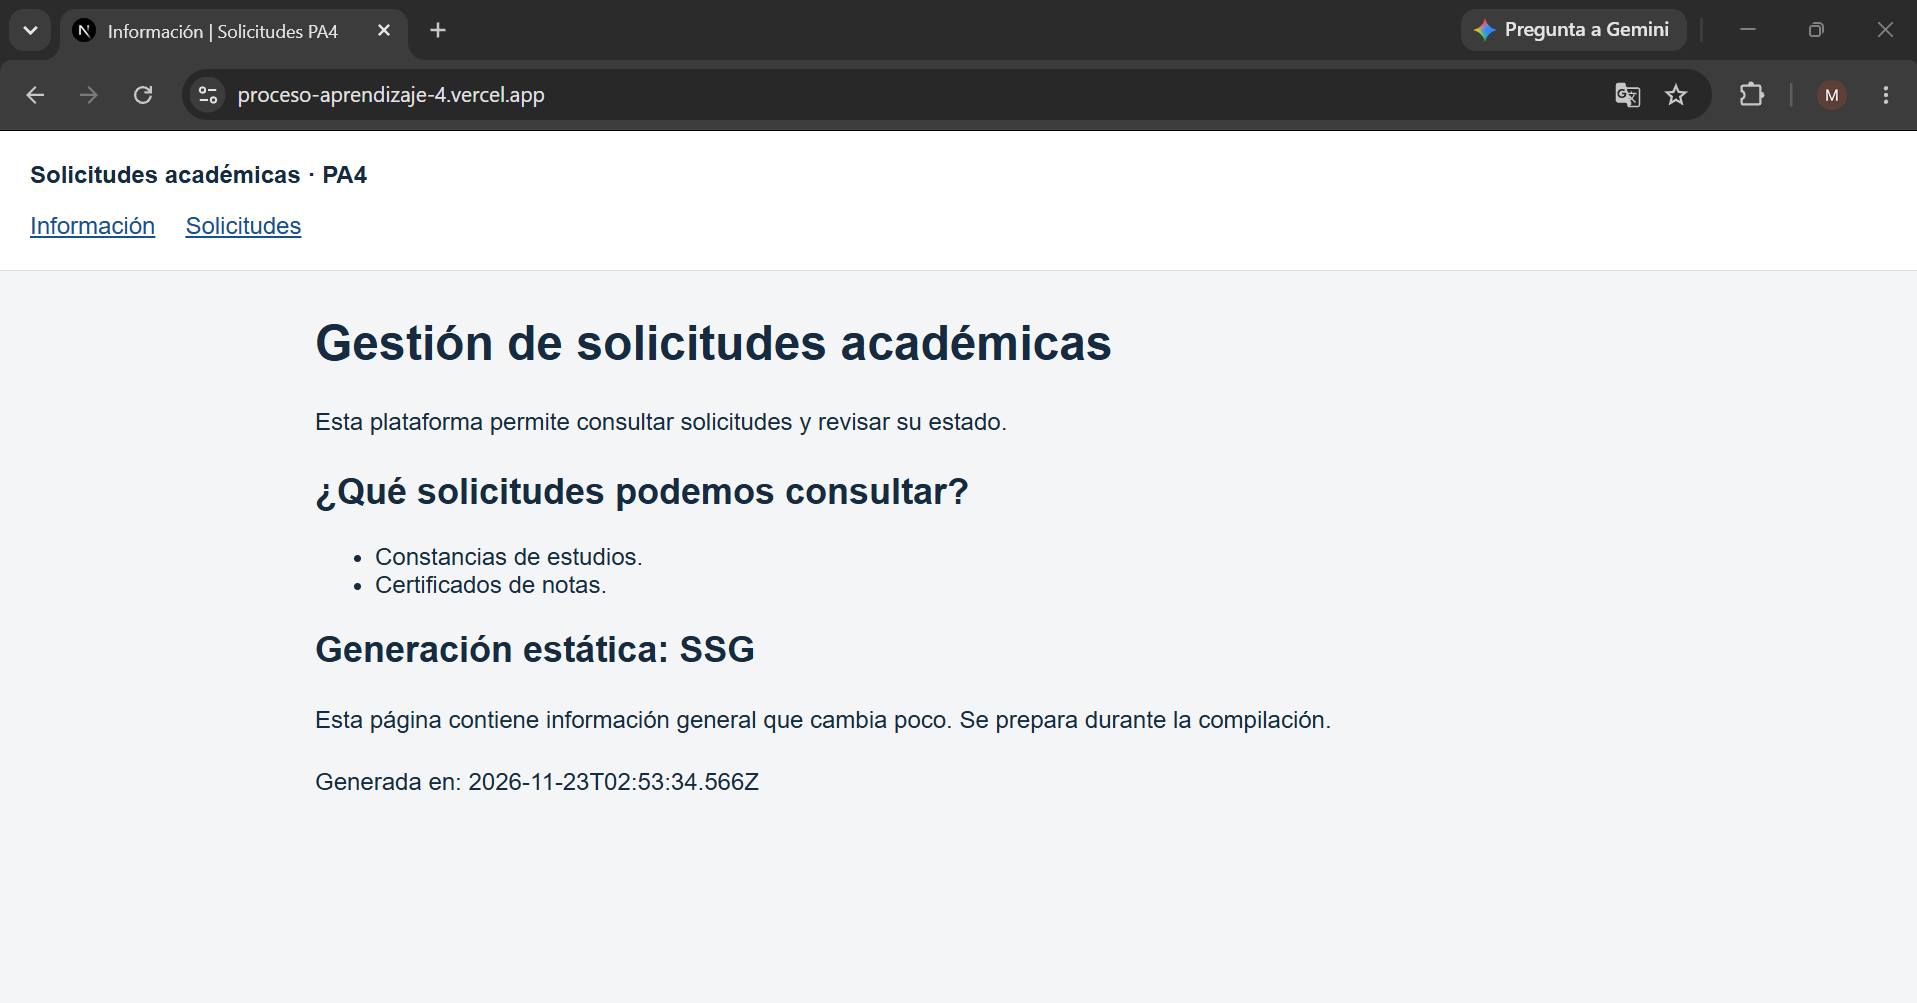 Información | Solicitudes PA4
Pregunta a Gemini
proceso-aprendizaje-4.vercel.app
M
Solicitudes académicas · PA4
Información Solicitudes
Gestión de solicitudes académicas
Esta plataforma permite consultar solicitudes y revisar su estado.
¿Qué solicitudes podemos consultar?
• Constancias de estudios.
• Certificados de notas.
Generación estática: SSG
Esta página contiene información general que cambia poco. Se prepara durante la compilación.
Generada en: 2026-11-23T02:53:34.566Z